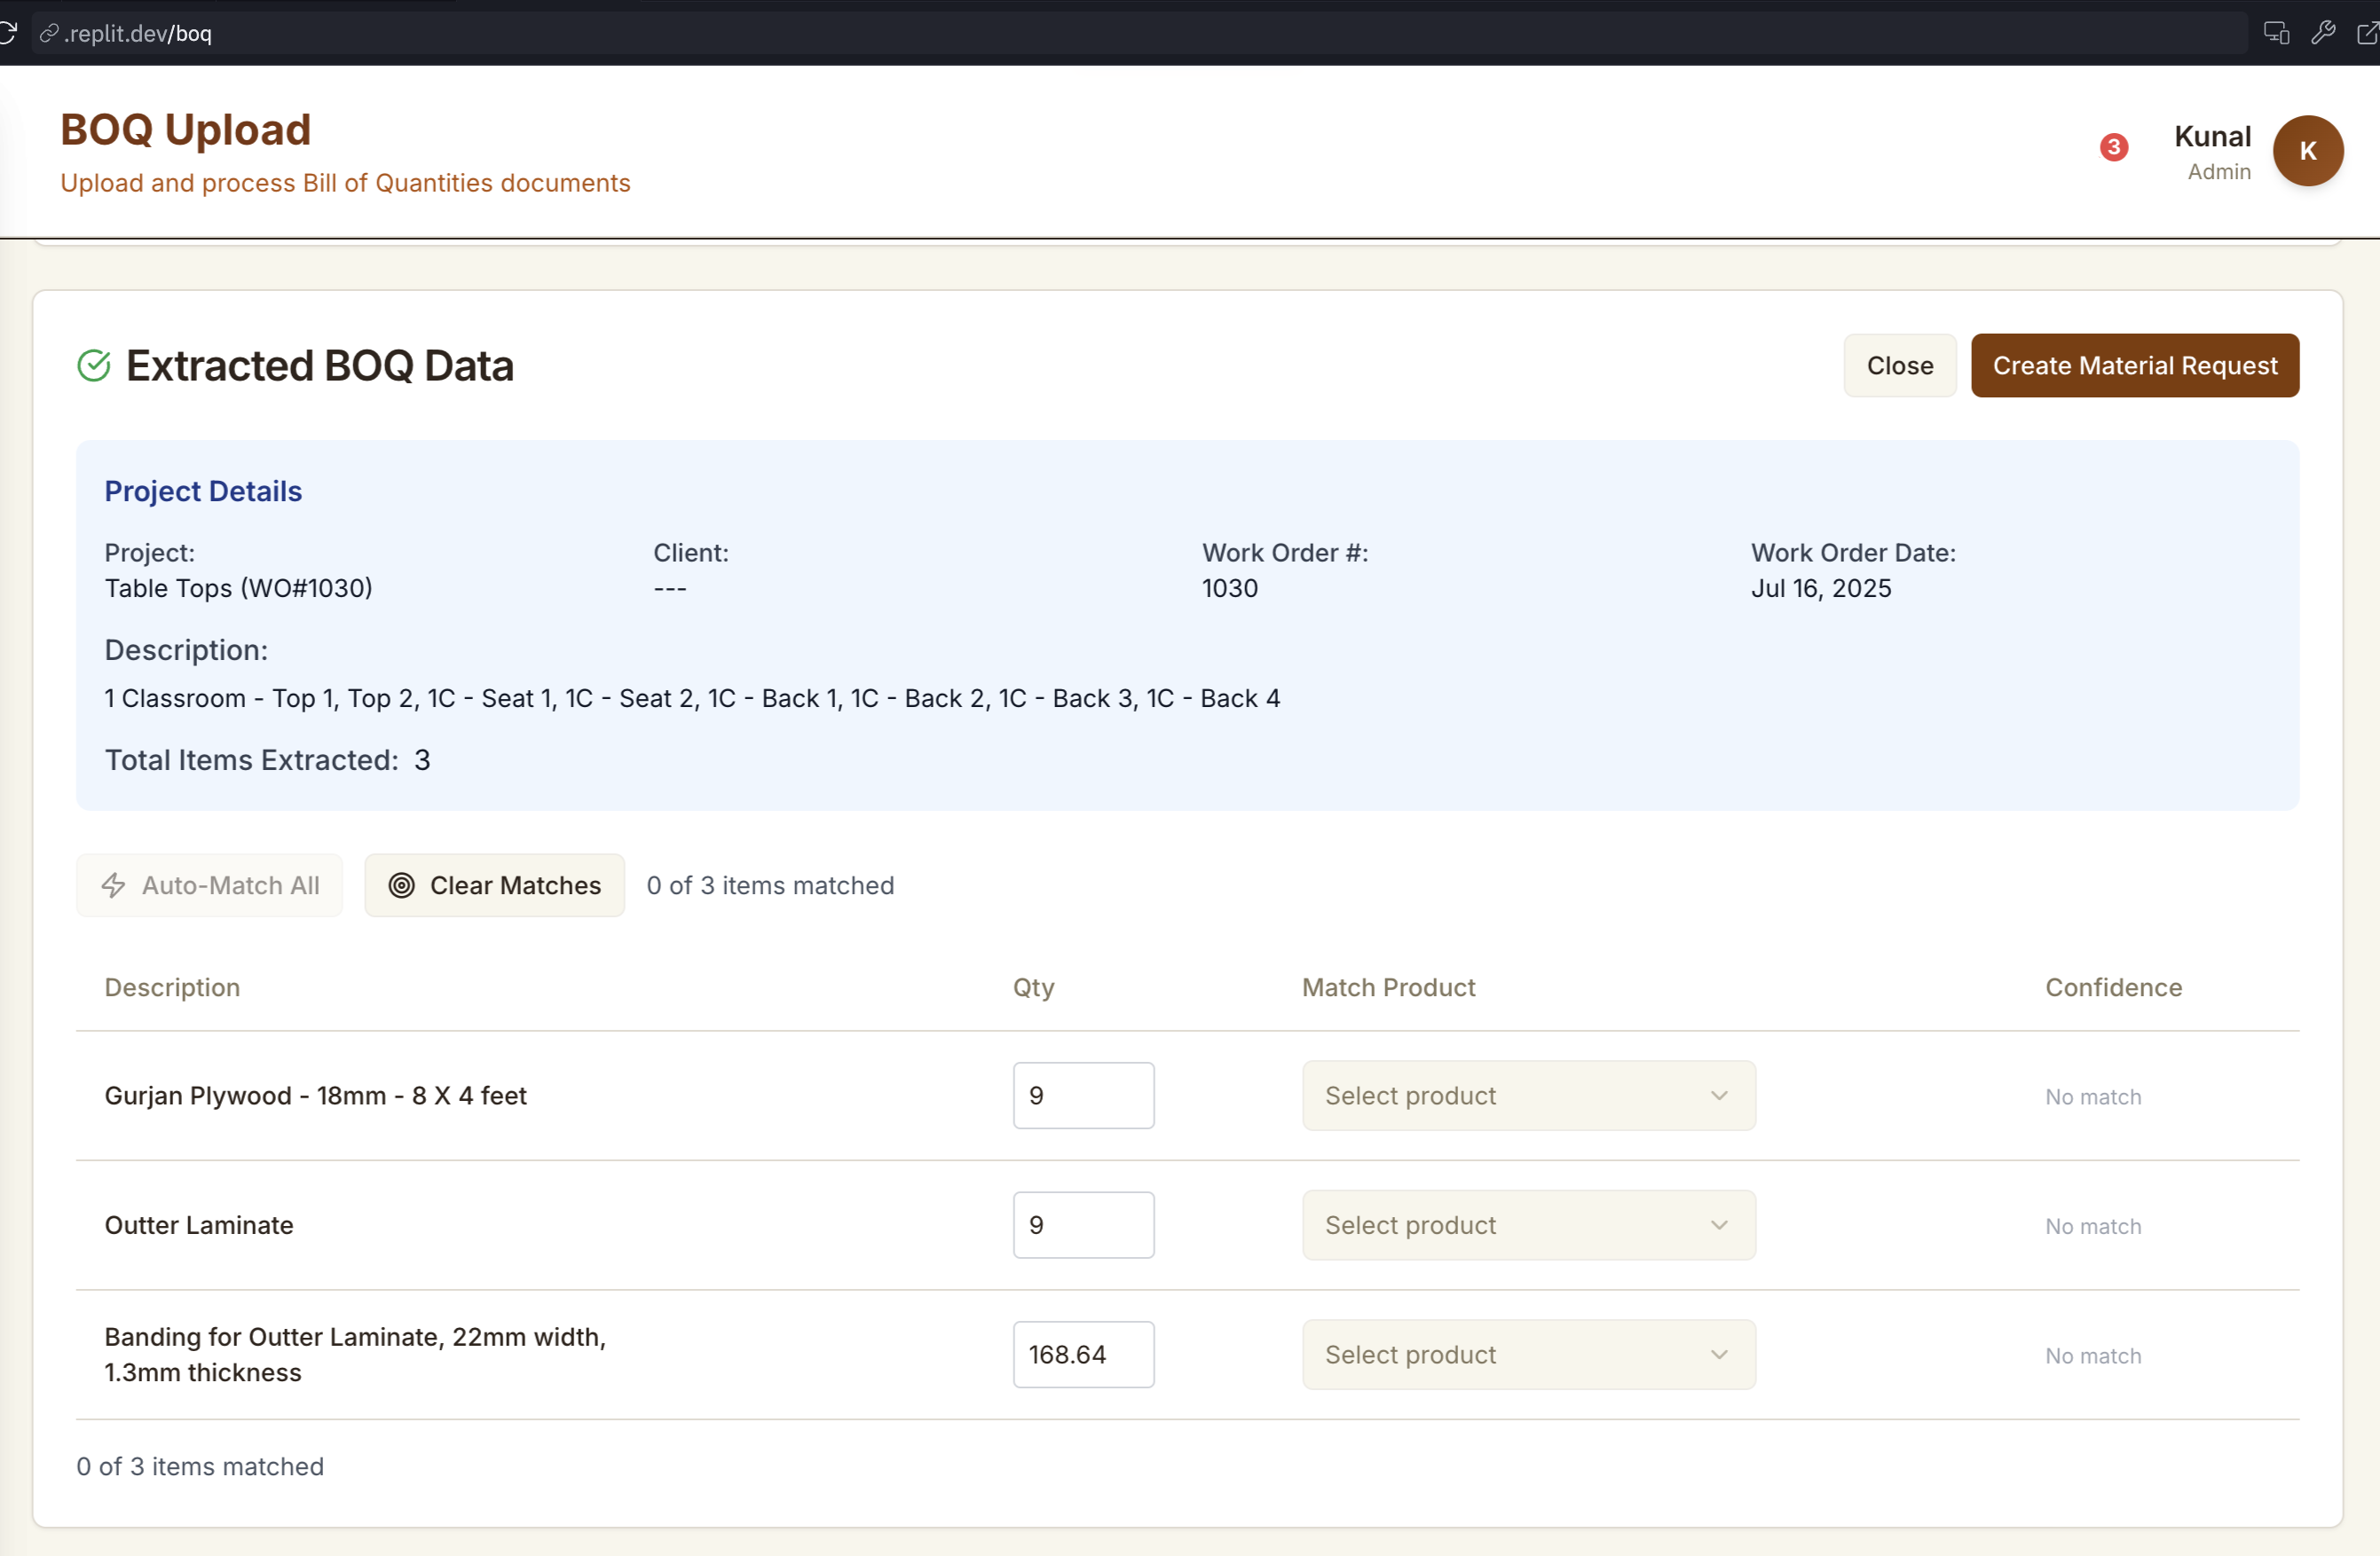 .replit.dev/boq
BOQ Upload
Upload and process Bill of Quantities documents
3
Kunal
Admin
K
Extracted BOQ Data
Close
Create Material Request
Project Details
Project:
Table Tops (WO#1030)
Client:
---
Work Order #:
1030
Work Order Date:
Jul 16, 2025
Description:
1 Classroom - Top 1, Top 2, 1C - Seat 1, 1C - Seat 2, 1C - Back 1, 1C - Back 2, 1C - Back 3, 1C - Back 4
Total Items Extracted: 3
Auto-Match All
Clear Matches
0 of 3 items matched
Description Qty Match Product Confidence
Gurjan Plywood - 18mm - 8 X 4 feet 9 Select product No match
Outter Laminate 9 Select product No match
Banding for Outter Laminate, 22mm width,
1.3mm thickness
168.64 Select product No match
0 of 3 items matched